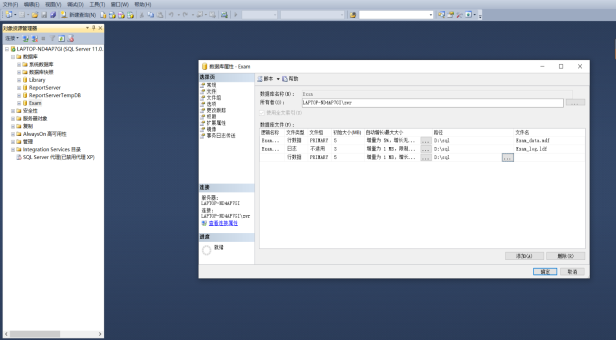 文件(F) 编辑(E) 视图(V) 调试(D) 工具(T) 窗口(W) 帮助(H)
新建查询(N)
对象资源管理器
连接
LAPTOP-ND4AP7GI (SQL Server 11.0.
数据库
系统数据库
数据库快照
Library
ReportServer
ReportServerTempDB
Exam
安全性
服务器对象
复制
AlwaysOn 高可用性
管理
Integration Services 目录
SQL Server 代理(已禁用代理 XP)
数据库属性 - Exam
选择页
常规
文件
文件组
选项
更改跟踪
权限
扩展属性
镜像
事务日志传送
脚本 帮助
数据库名称(N): Exam
所有者(O): LAPTOP-ND4AP7GI\zwr
使用全文索引(U)
数据库文件(F):
逻辑名称 文件类型 文件组 初始大小(MB) 自动增长/最大大小 路径 文件名
Exam... 行数据 PRIMARY 5 增量为 5%, 增长无... ... D:\sql Exam_data.mdf
Exam... 日志 不适用 3 增量为 1 MB, 限制... ... D:\sql Exam_log.ldf
行数据 PRIMARY 5 增量为 1 MB, 增长... ... D:\sql ...
连接
服务器:
LAPTOP-ND4AP7GI
连接:
LAPTOP-ND4AP7GI\zwr
查看连接属性
进度
就绪
添加(A) 删除(R)
确定 取消